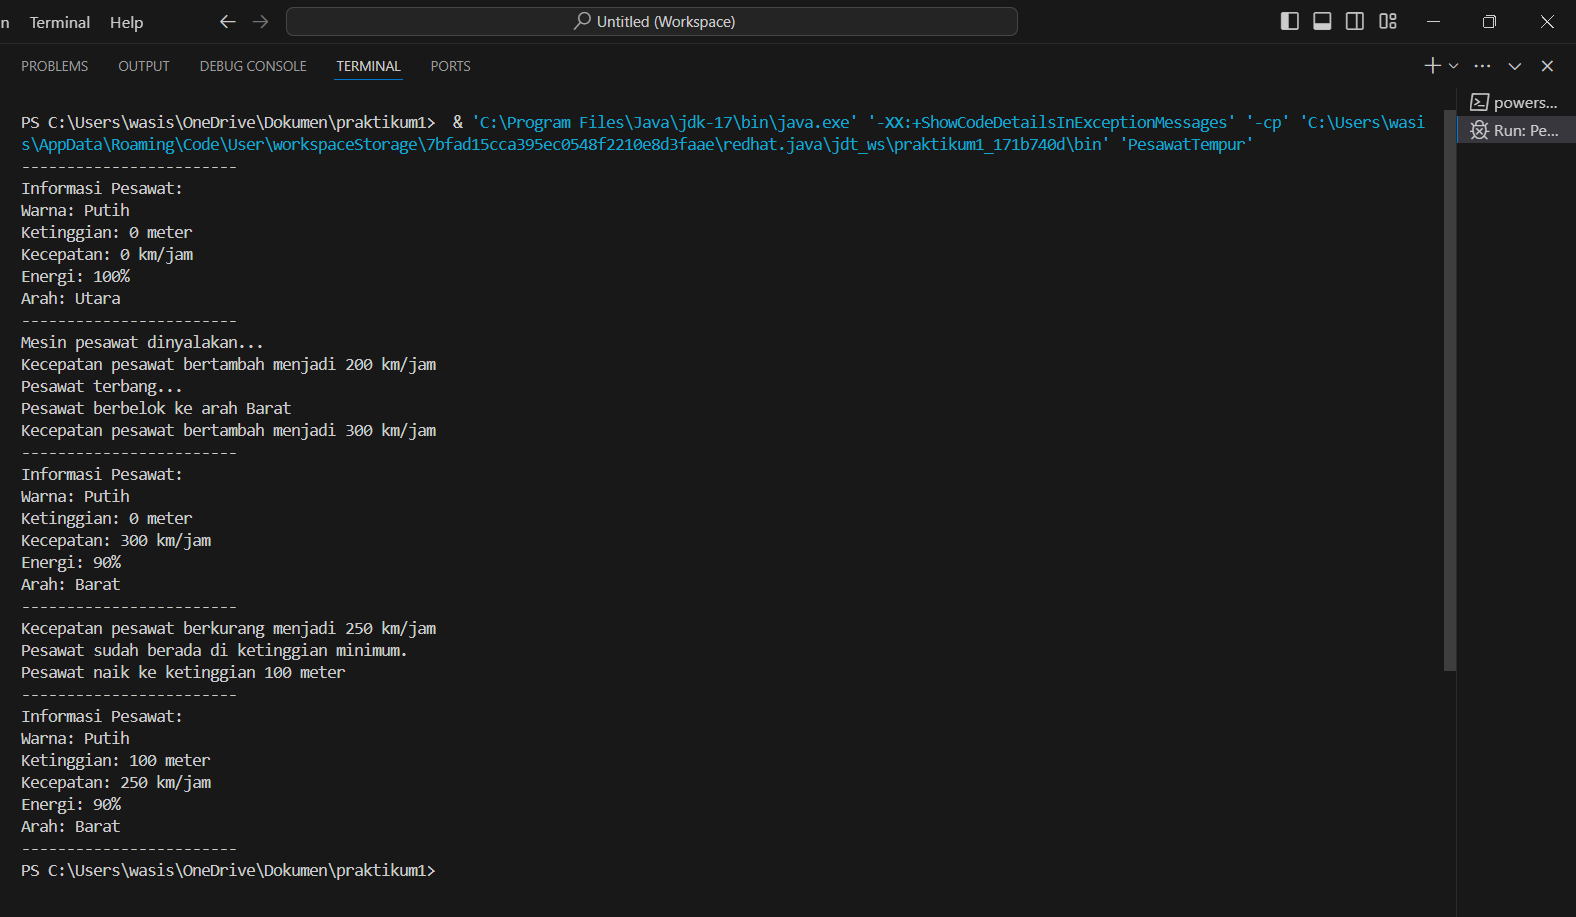 n Terminal Help Untitled (Workspace)
PROBLEMS OUTPUT DEBUG CONSOLE TERMINAL PORTS
powers...
Run: Pe...
PS C:\Users\wasis\OneDrive\Dokumen\praktikum1>  & 'C:\Program Files\Java\jdk-17\bin\java.exe' '-XX:+ShowCodeDetailsInExceptionMessages' '-cp' 'C:\Users\wasi
s\AppData\Roaming\Code\User\workspaceStorage\7bfad15cca395ec0548f2210e8d3faae\redhat.java\jdt_ws\praktikum1_171b740d\bin' 'PesawatTempur'
------------------------
Informasi Pesawat:
Warna: Putih
Ketinggian: 0 meter
Kecepatan: 0 km/jam
Energi: 100%
Arah: Utara
------------------------
Mesin pesawat dinyalakan...
Kecepatan pesawat bertambah menjadi 200 km/jam
Pesawat terbang...
Pesawat berbelok ke arah Barat
Kecepatan pesawat bertambah menjadi 300 km/jam
------------------------
Informasi Pesawat:
Warna: Putih
Ketinggian: 0 meter
Kecepatan: 300 km/jam
Energi: 90%
Arah: Barat
------------------------
Kecepatan pesawat berkurang menjadi 250 km/jam
Pesawat sudah berada di ketinggian minimum.
Pesawat naik ke ketinggian 100 meter
------------------------
Informasi Pesawat:
Warna: Putih
Ketinggian: 100 meter
Kecepatan: 250 km/jam
Energi: 90%
Arah: Barat
------------------------
PS C:\Users\wasis\OneDrive\Dokumen\praktikum1>